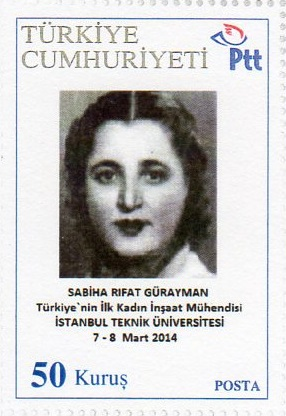 TÜRKİYE
CUMHURİYETİ
Ptt
SABİHA RIFAT GÜRAYMAN
Türkiye`nin İlk Kadın İnşaat Mühendisi
İSTANBUL TEKNİK ÜNİVERSİTESİ
7 - 8 Mart 2014
50 Kuruş
POSTA